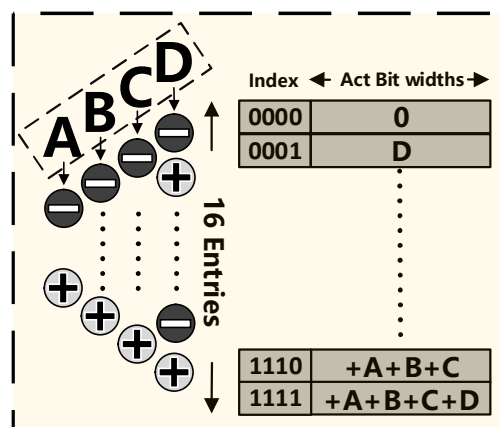 A B C D
Index Act Bit widths
0000 0
0001 D
16 Entries
1110 +A+B+C
1111 +A+B+C+D